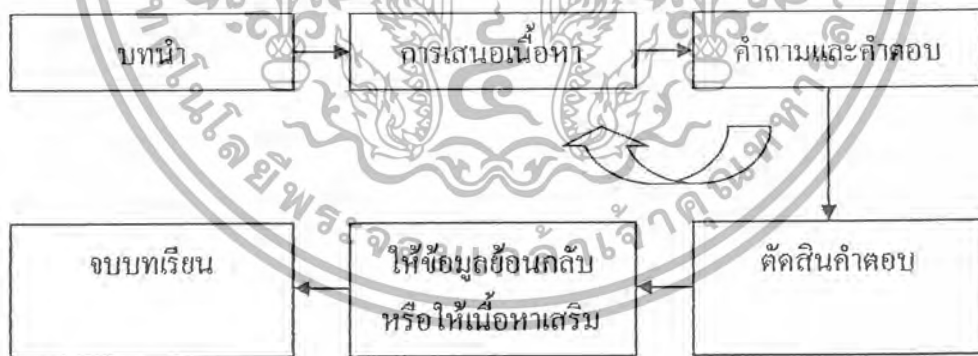 บทนำ
การเสนอเนื้อหา
คำถามและคำตอบ
ตัดสินคำตอบ
ให้ข้อมูลย้อนกลับ
หรือให้เนื้อหาเสริม
จบบทเรียน